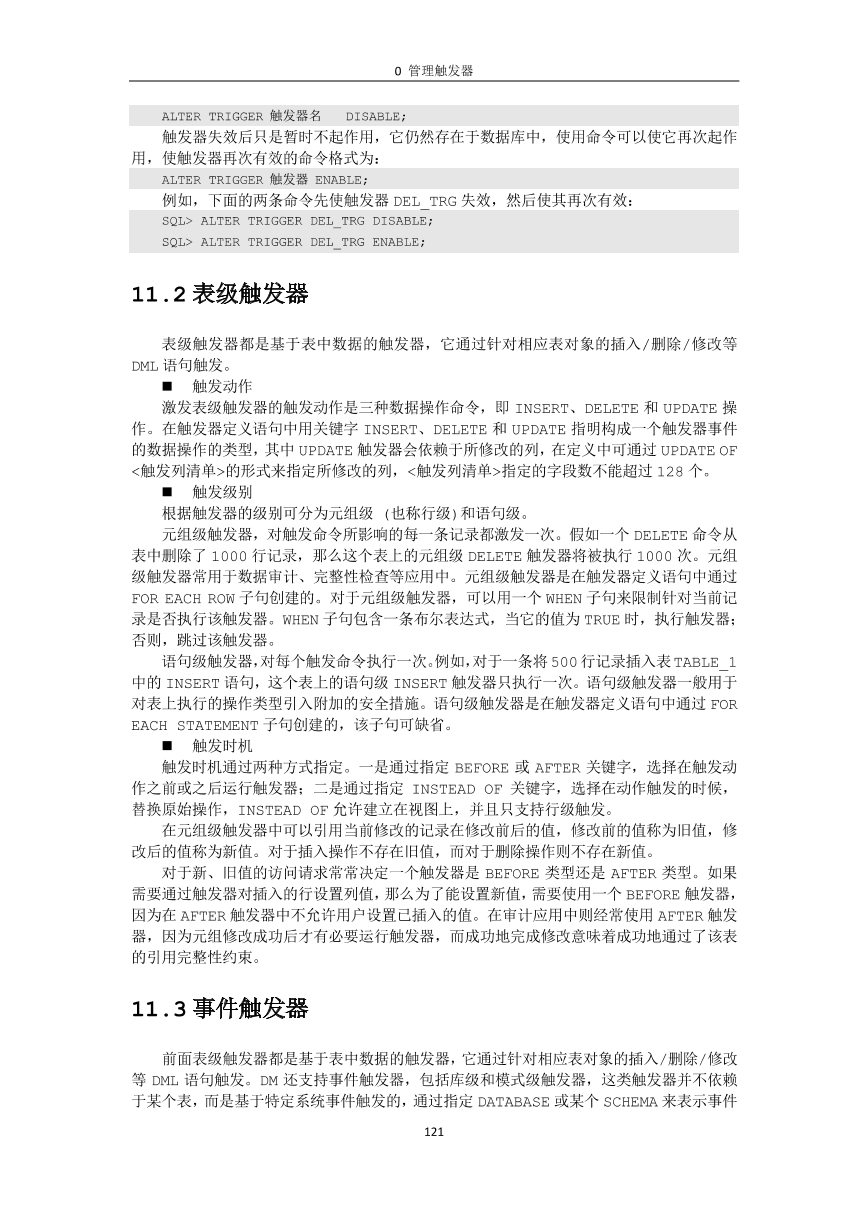 0 管理触发器
ALTER TRIGGER 触发器名 DISABLE;
触发器失效后只是暂时不起作用，它仍然存在于数据库中，使用命令可以使它再次起作
用，使触发器再次有效的命令格式为：
ALTER TRIGGER 触发器 ENABLE;
例如，下面的两条命令先使触发器 DEL_TRG 失效，然后使其再次有效：
SQL> ALTER TRIGGER DEL_TRG DISABLE;
SQL> ALTER TRIGGER DEL_TRG ENABLE;
11.2 表级触发器
表级触发器都是基于表中数据的触发器，它通过针对相应表对象的插入/删除/修改等
DML 语句触发。
■ 触发动作
激发表级触发器的触发动作是三种数据操作命令，即 INSERT、DELETE 和 UPDATE 操
作。在触发器定义语句中用关键字 INSERT、DELETE 和 UPDATE 指明构成一个触发器事件
的数据操作的类型，其中 UPDATE 触发器会依赖于所修改的列，在定义中可通过 UPDATE OF
<触发列清单>的形式来指定所修改的列，<触发列清单>指定的字段数不能超过 128 个。
■ 触发级别
根据触发器的级别可分为元组级 (也称行级)和语句级。
元组级触发器，对触发命令所影响的每一条记录都激发一次。假如一个 DELETE 命令从
表中删除了 1000 行记录，那么这个表上的元组级 DELETE 触发器将被执行 1000 次。元组
级触发器常用于数据审计、完整性检查等应用中。元组级触发器是在触发器定义语句中通过
FOR EACH ROW 子句创建的。对于元组级触发器，可以用一个 WHEN 子句来限制针对当前记
录是否执行该触发器。WHEN 子句包含一条布尔表达式，当它的值为 TRUE 时，执行触发器；
否则，跳过该触发器。
语句级触发器，对每个触发命令执行一次。例如，对于一条将 500 行记录插入表 TABLE_1
中的 INSERT 语句，这个表上的语句级 INSERT 触发器只执行一次。语句级触发器一般用于
对表上执行的操作类型引入附加的安全措施。语句级触发器是在触发器定义语句中通过 FOR
EACH STATEMENT 子句创建的，该子句可缺省。
■ 触发时机
触发时机通过两种方式指定。一是通过指定 BEFORE 或 AFTER 关键字，选择在触发动
作之前或之后运行触发器；二是通过指定 INSTEAD OF 关键字，选择在动作触发的时候，
替换原始操作，INSTEAD OF 允许建立在视图上，并且只支持行级触发。
在元组级触发器中可以引用当前修改的记录在修改前后的值，修改前的值称为旧值，修
改后的值称为新值。对于插入操作不存在旧值，而对于删除操作则不存在新值。
对于新、旧值的访问请求常常决定一个触发器是 BEFORE 类型还是 AFTER 类型。如果
需要通过触发器对插入的行设置列值，那么为了能设置新值，需要使用一个 BEFORE 触发器，
因为在 AFTER 触发器中不允许用户设置已插入的值。在审计应用中则经常使用 AFTER 触发
器，因为元组修改成功后才有必要运行触发器，而成功地完成修改意味着成功地通过了该表
的引用完整性约束。
11.3 事件触发器
前面表级触发器都是基于表中数据的触发器，它通过针对相应表对象的插入/删除/修改
等 DML 语句触发。DM 还支持事件触发器，包括库级和模式级触发器，这类触发器并不依赖
于某个表，而是基于特定系统事件触发的，通过指定 DATABASE 或某个 SCHEMA 来表示事件
121